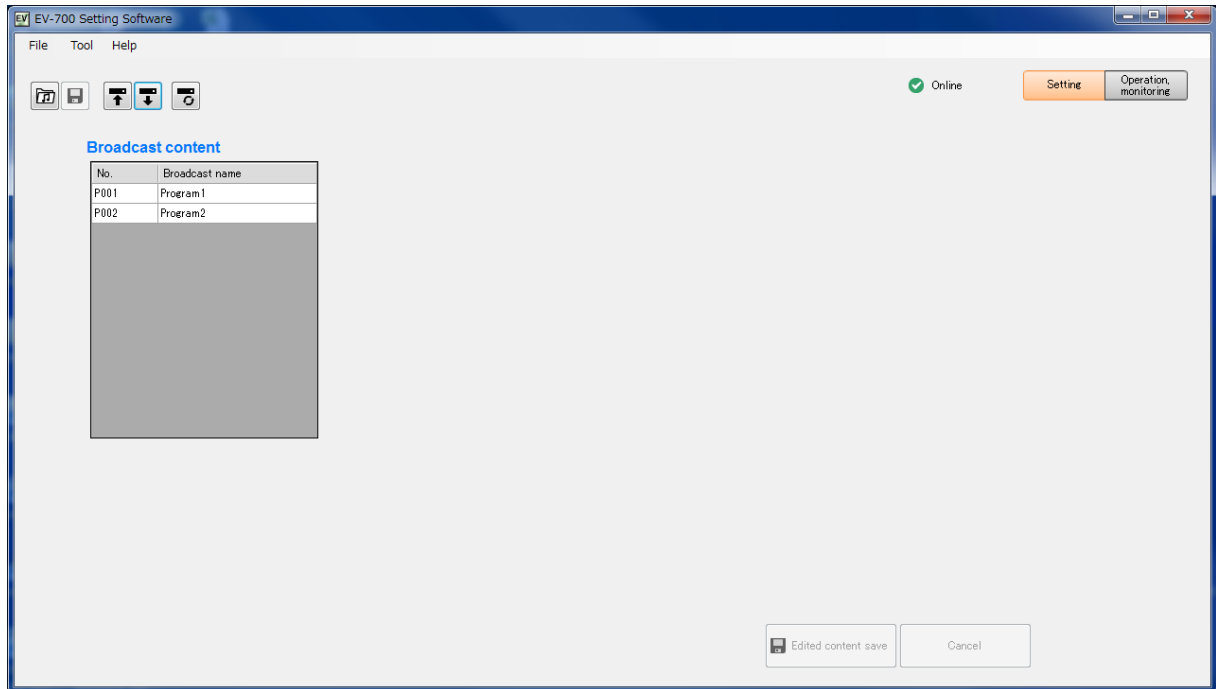 EV EV-700 Setting Software
File Tool Help
Online
Setting
Operation,
monitoring
Broadcast content
No. Broadcast name
P001 Program1
P002 Program2
Edited content save
Cancel